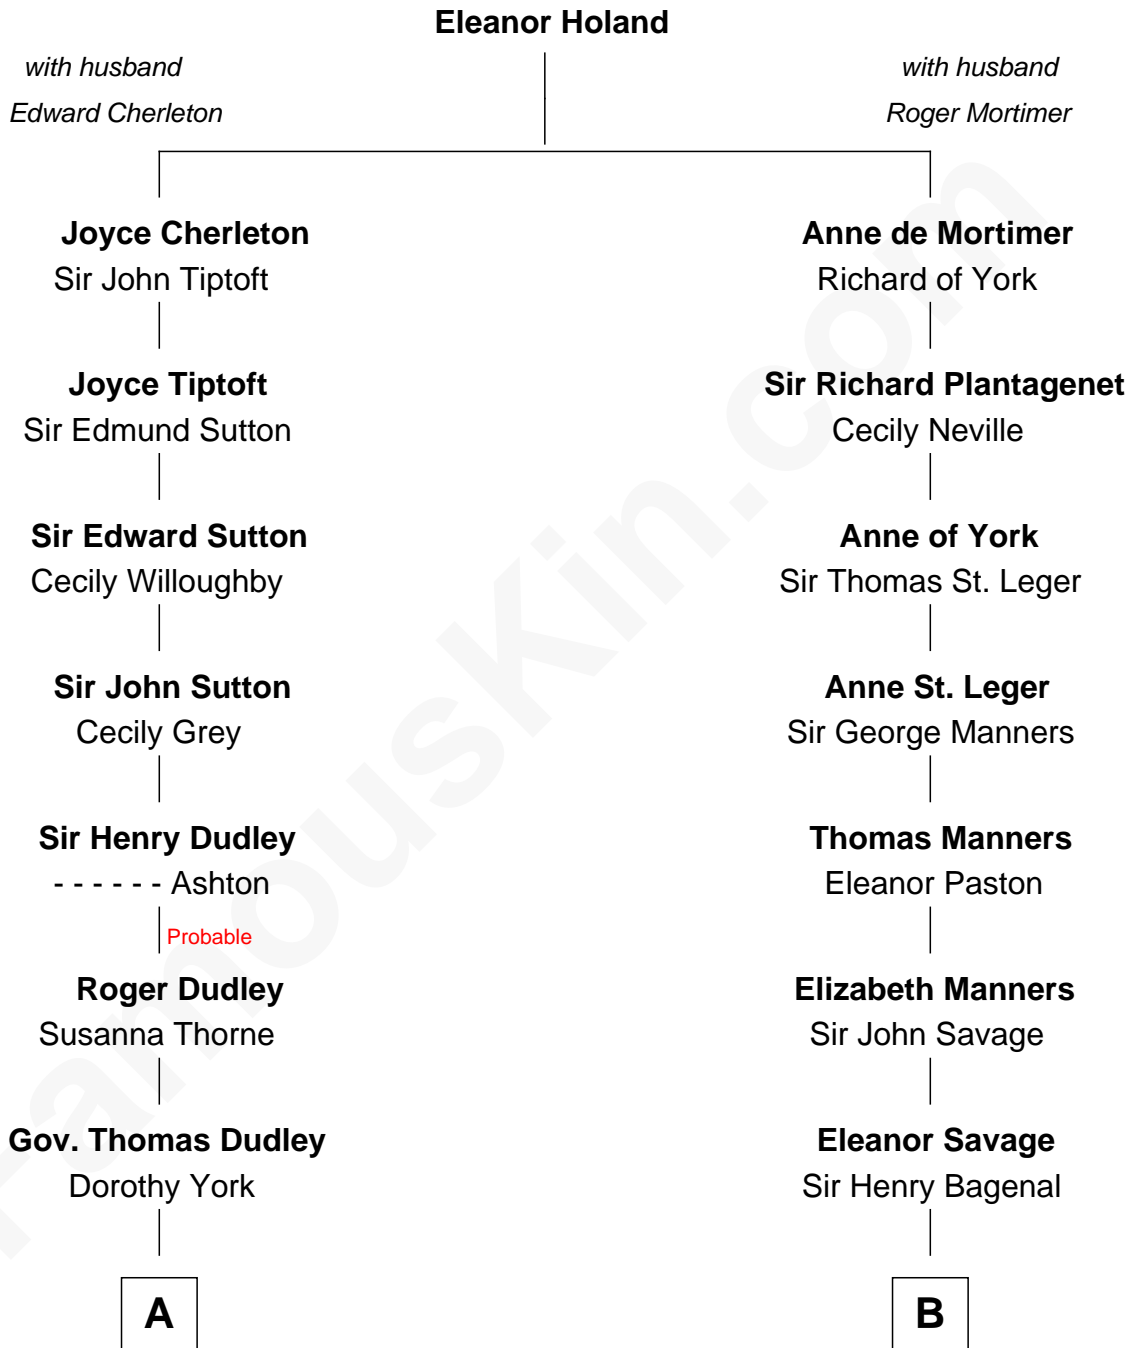 Eleanor Holand
with husband
Edward Cherleton
with husband
Roger Mortimer
Joyce Cherleton
Sir John Tiptoft
Anne de Mortimer
Richard of York
Joyce Tiptoft
Sir Edmund Sutton
Sir Richard Plantagenet
Cecily Neville
Sir Edward Sutton
Cecily Willoughby
Anne of York
Sir Thomas St. Leger
Sir John Sutton
Cecily Grey
Anne St. Leger
Sir George Manners
Sir Henry Dudley
- - - - - - Ashton
Thomas Manners
Eleanor Paston
Probable
Roger Dudley
Susanna Thorne
Elizabeth Manners
Sir John Savage
Gov. Thomas Dudley
Dorothy York
Eleanor Savage
Sir Henry Bagenal
A
B
FamousKin.com